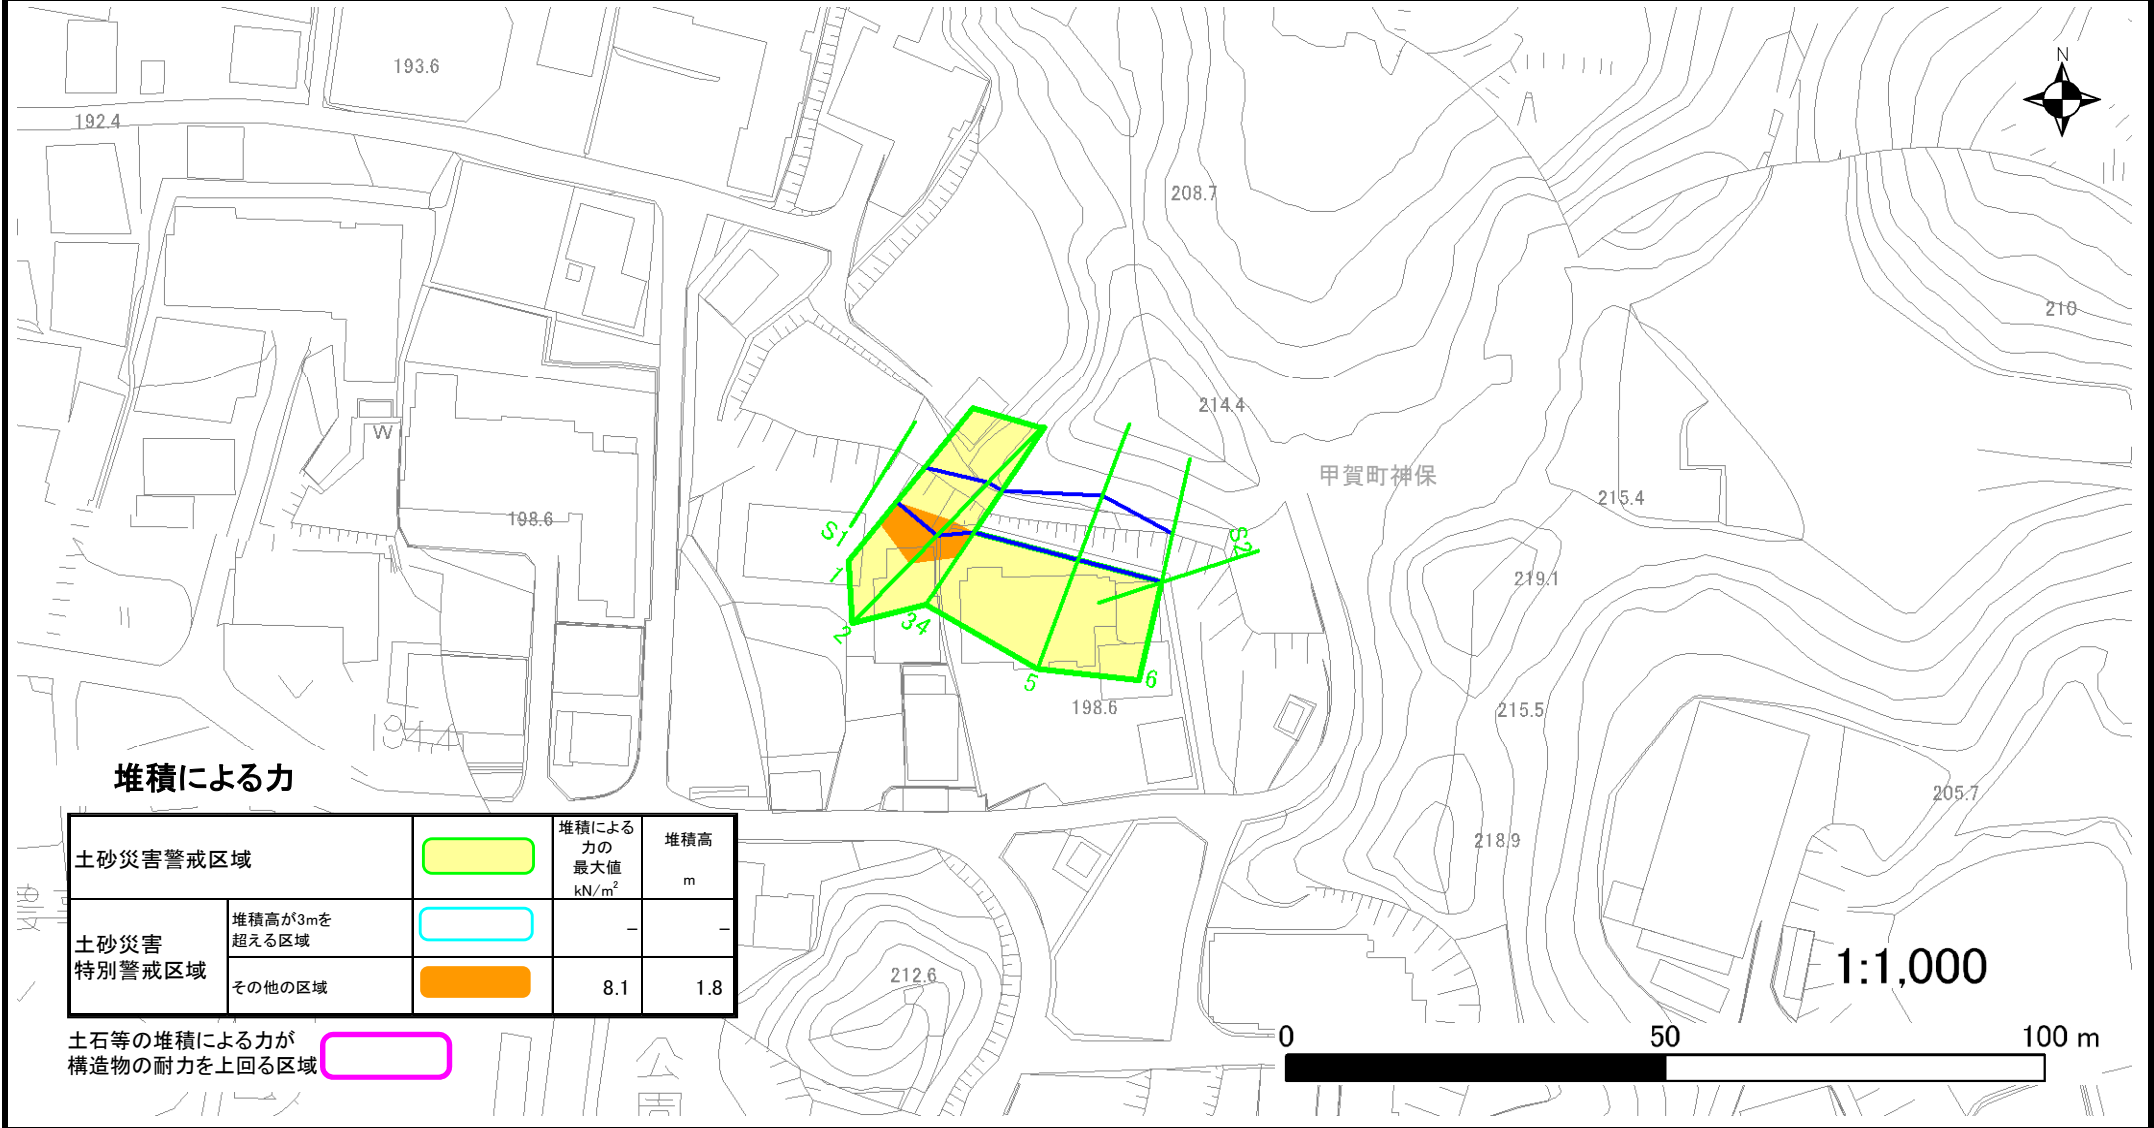 N
193.6
192.4
208.7
210
214.4
W
甲賀町神保
215.4
198.6
S1
S2
1
219.1
2
34
5
6
198.6
215.5
堆積による力
205.7
218.9
土砂災害警戒区域
堆積による
力の
最大値
kN/m²
堆積高
m
土砂災害
特別警戒区域
堆積高が3mを
超える区域
–
–
その他の区域
8.1
1.8
212.6
1:1,000
土石等の堆積による力が
構造物の耐力を上回る区域
0
50
100 m
公
園